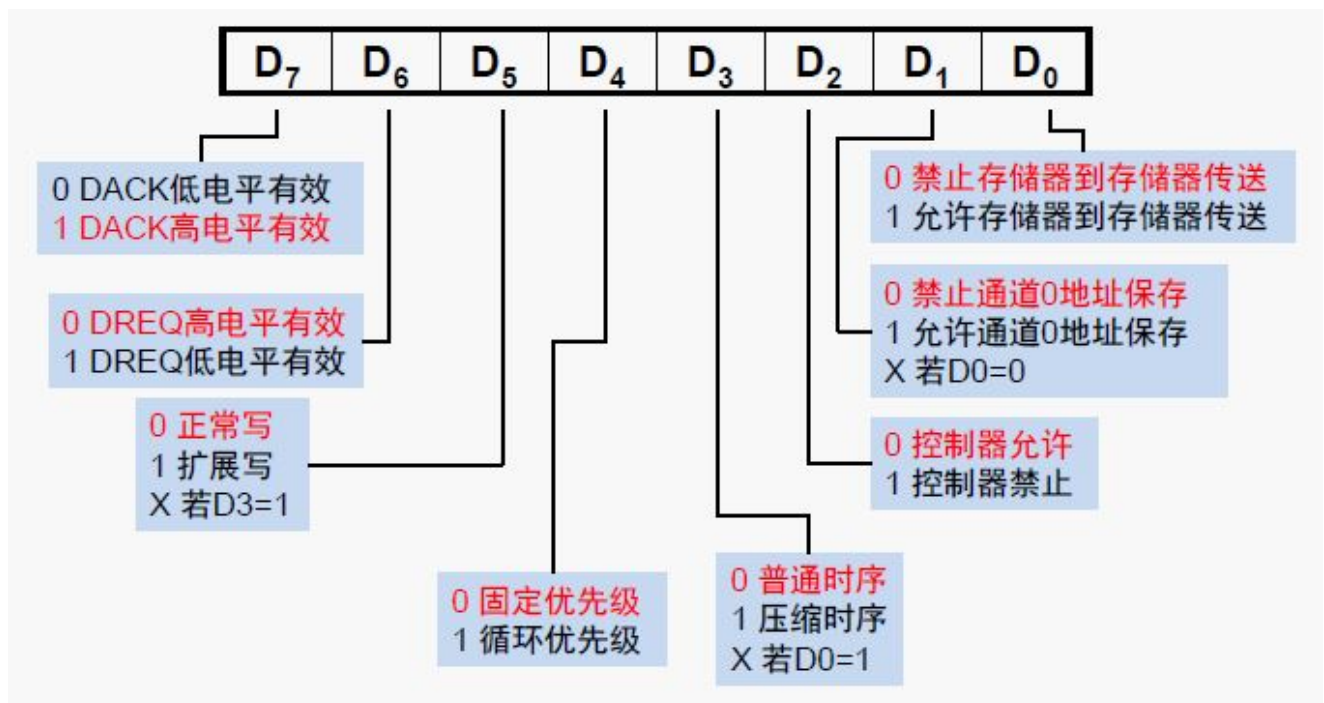 D7 D6 D5 D4 D3 D2 D1 D0
0 DACK低电平有效
1 DACK高电平有效
0 禁止存储器到存储器传送
1 允许存储器到存储器传送
0 DREQ高电平有效
1 DREQ低电平有效
0 禁止通道0地址保存
1 允许通道0地址保存
X 若D0=0
0 正常写
1 扩展写
X 若D3=1
0 控制器允许
1 控制器禁止
0 固定优先级
1 循环优先级
0 普通时序
1 压缩时序
X 若D0=1